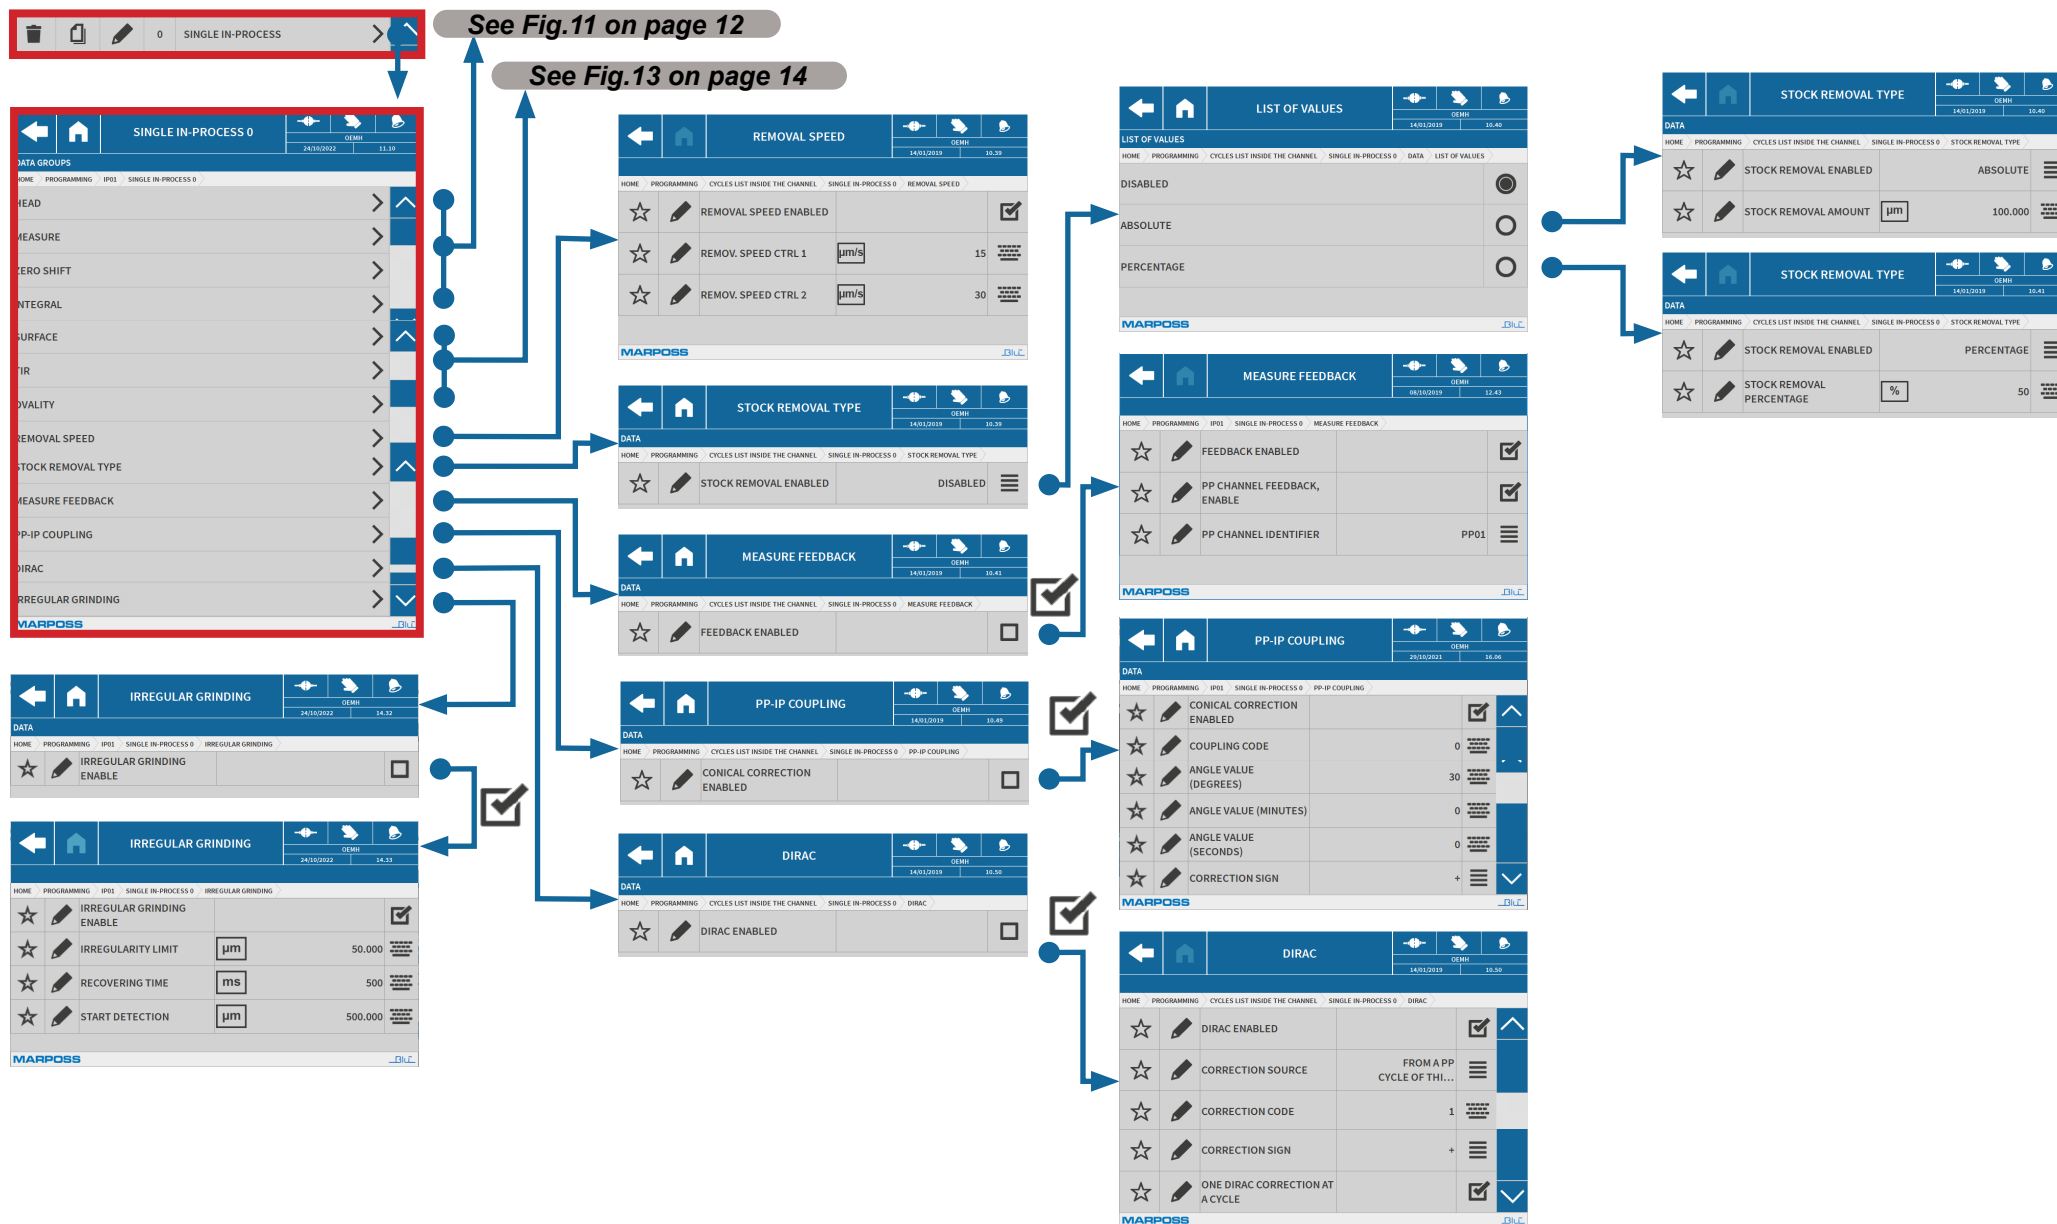 0 SINGLE IN-PROCESS
See Fig.11 on page 12
See Fig.13 on page 14
SINGLE IN-PROCESS 0
OEMH
24/10/2022 11.10
DATA GROUPS
HOME PROGRAMMING IP01 SINGLE IN-PROCESS 0
HEAD
MEASURE
ZERO SHIFT
INTEGRAL
SURFACE
TIR
OVALITY
REMOVAL SPEED
STOCK REMOVAL TYPE
MEASURE FEEDBACK
PP-IP COUPLING
DIRAC
IRREGULAR GRINDING
MARPOSS BLÚ
IRREGULAR GRINDING
OEMH
24/10/2022 14.32
DATA
HOME PROGRAMMING IP01 SINGLE IN-PROCESS 0 IRREGULAR GRINDING
IRREGULAR GRINDING
ENABLE
IRREGULAR GRINDING
OEMH
24/10/2022 14.33
HOME PROGRAMMING IP01 SINGLE IN-PROCESS 0 IRREGULAR GRINDING
IRREGULAR GRINDING
ENABLE
IRREGULARITY LIMIT µm 50.000
RECOVERING TIME ms 500
START DETECTION µm 500.000
MARPOSS BLÚ
REMOVAL SPEED
OEMH
14/01/2019 10.39
HOME PROGRAMMING CYCLES LIST INSIDE THE CHANNEL SINGLE IN-PROCESS 0 REMOVAL SPEED
REMOVAL SPEED ENABLED
REMOV. SPEED CTRL 1 µm/s 15
REMOV. SPEED CTRL 2 µm/s 30
MARPOSS BLÚ
STOCK REMOVAL TYPE
OEMH
14/01/2019 10.39
DATA
HOME PROGRAMMING CYCLES LIST INSIDE THE CHANNEL SINGLE IN-PROCESS 0 STOCK REMOVAL TYPE
STOCK REMOVAL ENABLED DISABLED
MEASURE FEEDBACK
OEMH
14/01/2019 10.41
DATA
HOME PROGRAMMING CYCLES LIST INSIDE THE CHANNEL SINGLE IN-PROCESS 0 MEASURE FEEDBACK
FEEDBACK ENABLED
PP-IP COUPLING
OEMH
14/01/2019 10.49
DATA
HOME PROGRAMMING CYCLES LIST INSIDE THE CHANNEL SINGLE IN-PROCESS 0 PP-IP COUPLING
CONICAL CORRECTION
ENABLED
DIRAC
OEMH
14/01/2019 10.50
DATA
HOME PROGRAMMING CYCLES LIST INSIDE THE CHANNEL SINGLE IN-PROCESS 0 DIRAC
DIRAC ENABLED
LIST OF VALUES
OEMH
14/01/2019 10.40
LIST OF VALUES
HOME PROGRAMMING CYCLES LIST INSIDE THE CHANNEL SINGLE IN-PROCESS 0 DATA LIST OF VALUES
DISABLED
ABSOLUTE
PERCENTAGE
MARPOSS BLÚ
MEASURE FEEDBACK
OEMH
08/10/2019 12.43
HOME PROGRAMMING IP01 SINGLE IN-PROCESS 0 MEASURE FEEDBACK
FEEDBACK ENABLED
PP CHANNEL FEEDBACK,
ENABLE
PP CHANNEL IDENTIFIER PP01
MARPOSS BLÚ
PP-IP COUPLING
OEMH
29/10/2021 16.06
DATA
HOME PROGRAMMING IP01 SINGLE IN-PROCESS 0 PP-IP COUPLING
CONICAL CORRECTION
ENABLED
COUPLING CODE 0
ANGLE VALUE
(DEGREES) 30
ANGLE VALUE (MINUTES) 0
ANGLE VALUE
(SECONDS) 0
CORRECTION SIGN +
MARPOSS BLÚ
DIRAC
OEMH
14/01/2019 10.50
HOME PROGRAMMING CYCLES LIST INSIDE THE CHANNEL SINGLE IN-PROCESS 0 DIRAC
DIRAC ENABLED
CORRECTION SOURCE FROM A PP
CYCLE OF THI...
CORRECTION CODE 1
CORRECTION SIGN +
ONE DIRAC CORRECTION AT
A CYCLE
MARPOSS BLÚ
STOCK REMOVAL TYPE
OEMH
14/01/2019 10.40
DATA
HOME PROGRAMMING CYCLES LIST INSIDE THE CHANNEL SINGLE IN-PROCESS 0 STOCK REMOVAL TYPE
STOCK REMOVAL ENABLED ABSOLUTE
STOCK REMOVAL AMOUNT µm 100.000
STOCK REMOVAL TYPE
OEMH
14/01/2019 10.41
DATA
HOME PROGRAMMING CYCLES LIST INSIDE THE CHANNEL SINGLE IN-PROCESS 0 STOCK REMOVAL TYPE
STOCK REMOVAL ENABLED PERCENTAGE
STOCK REMOVAL
PERCENTAGE % 50